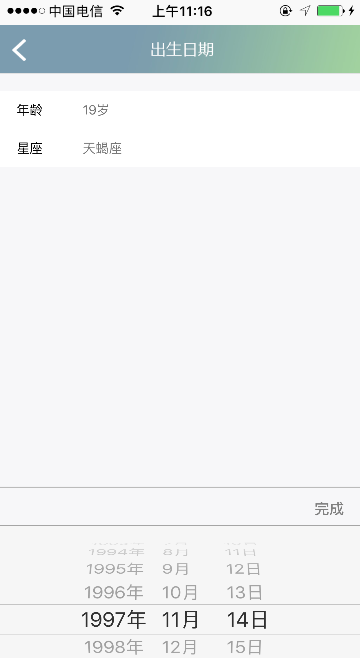 中国电信 上午11:16
出生日期
年龄 19岁
星座 天蝎座
完成
1994年 8月 11日
1995年 9月 12日
1996年 10月 13日
1997年 11月 14日
1998年 12月 15日